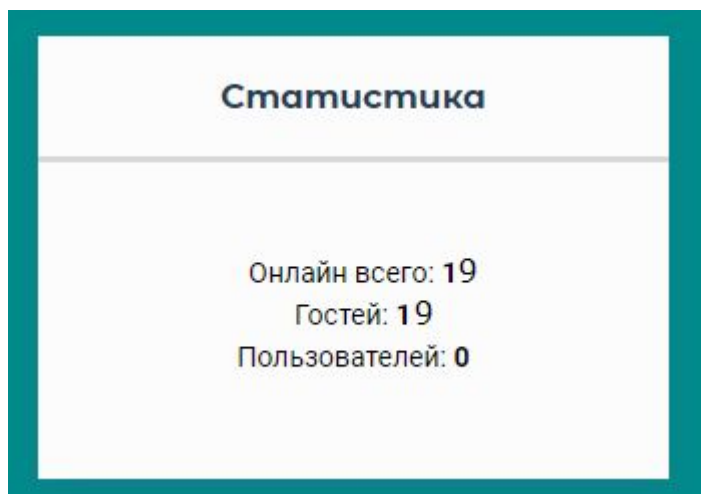 Статистика
Онлайн всего: 19
Гостей: 19
Пользователей: 0